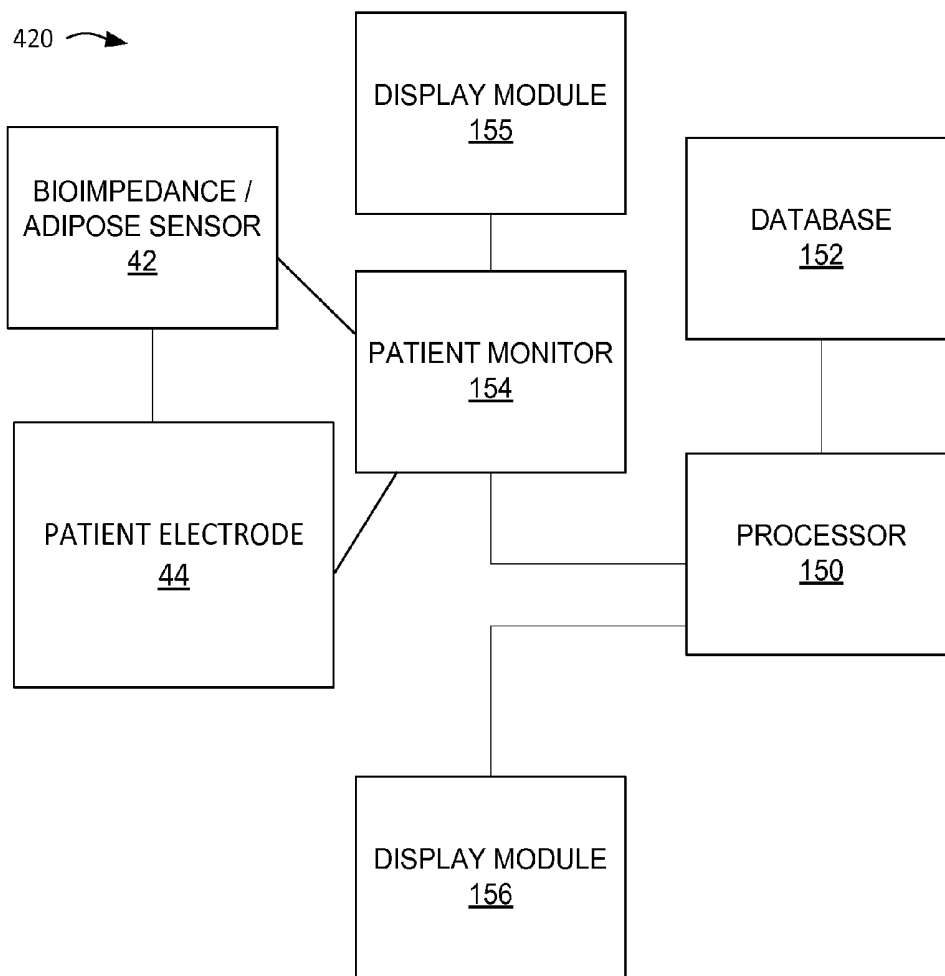 420
DISPLAY MODULE
155
BIOIMPEDANCE /
ADIPOSE SENSOR
42
DATABASE
152
PATIENT MONITOR
154
PATIENT ELECTRODE
44
PROCESSOR
150
DISPLAY MODULE
156